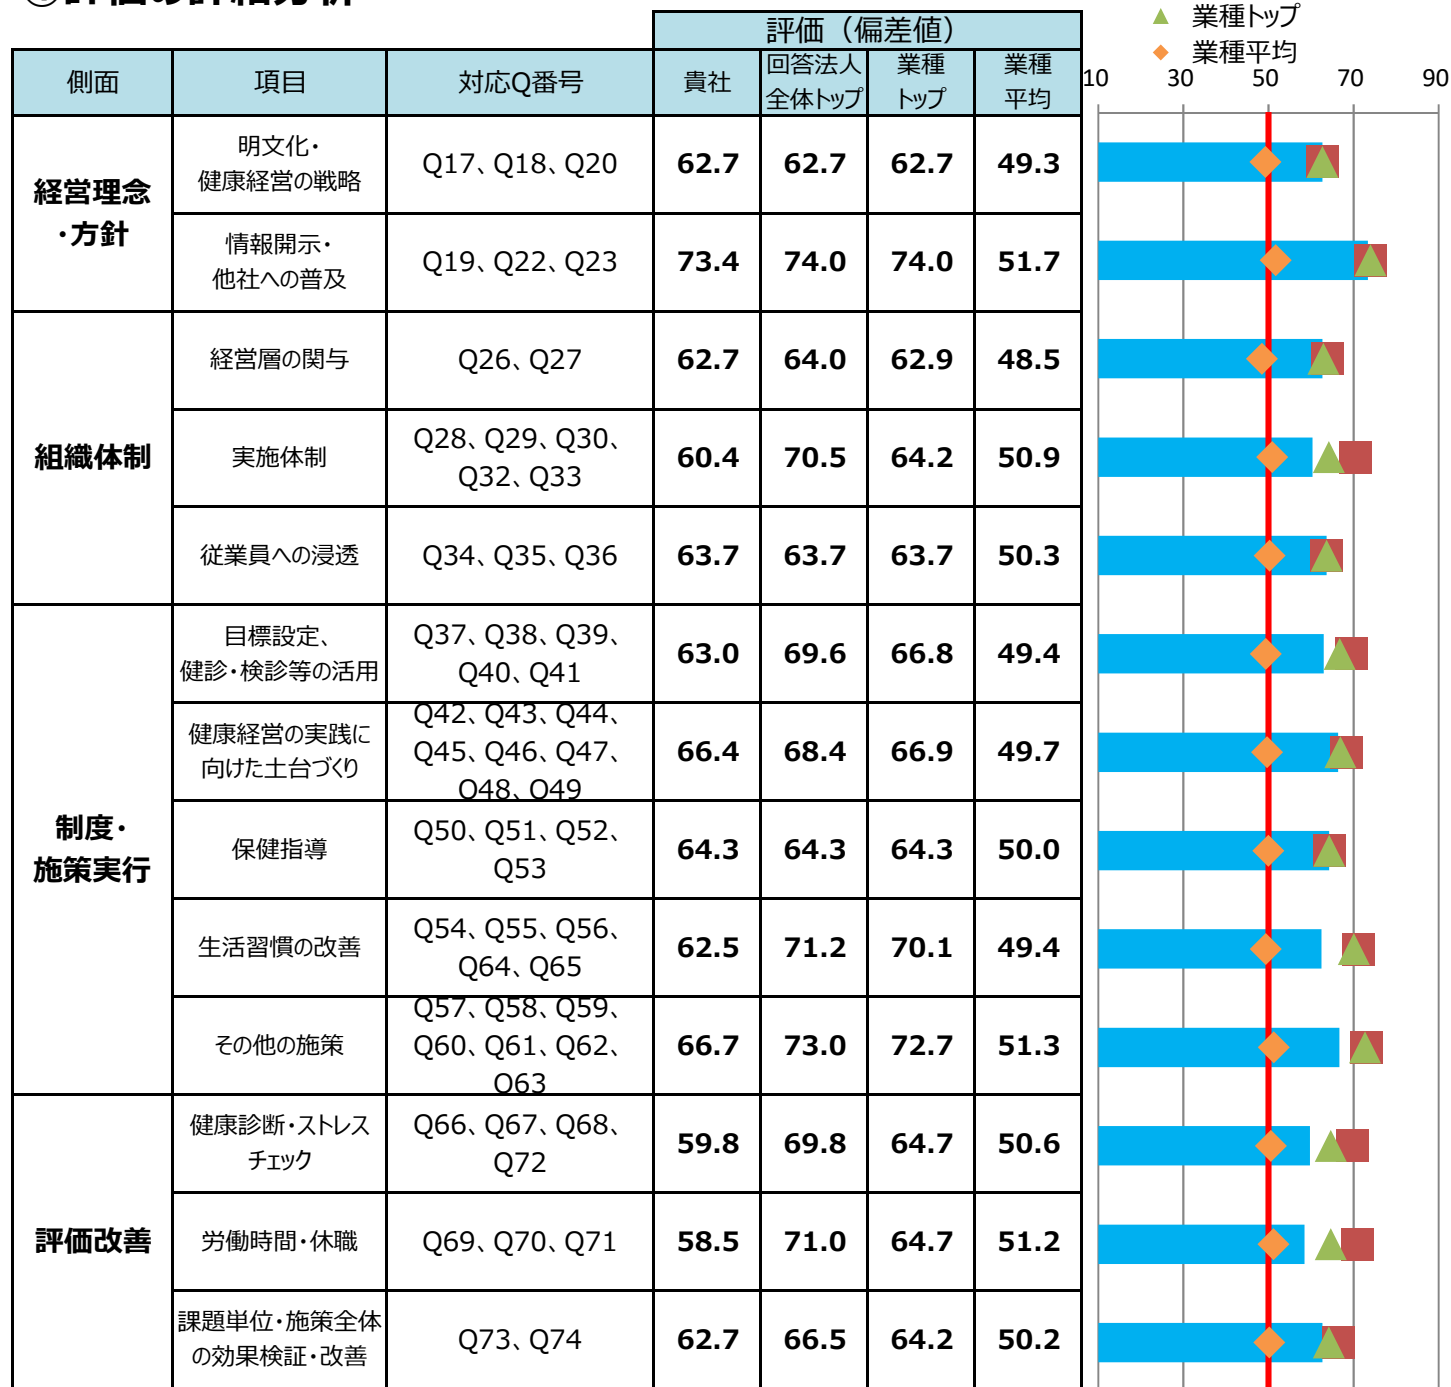 評価の詳細分析
▲ 業種トップ
◆ 業種平均
評価（偏差値）
側面 項目 対応Q番号 貴社 回答法人全体トップ 業種トップ 業種平均
10 30 50 70 90
経営理念・方針
明文化・健康経営の戦略 Q17、Q18、Q20 62.7 62.7 62.7 49.3
情報開示・他社への普及 Q19、Q22、Q23 73.4 74.0 74.0 51.7
組織体制
経営層の関与 Q26、Q27 62.7 64.0 62.9 48.5
実施体制 Q28、Q29、Q30、Q32、Q33 60.4 70.5 64.2 50.9
従業員への浸透 Q34、Q35、Q36 63.7 63.7 63.7 50.3
制度・施策実行
目標設定、健診・検診等の活用 Q37、Q38、Q39、Q40、Q41 63.0 69.6 66.8 49.4
健康経営の実践に向けた土台づくり Q42、Q43、Q44、Q45、Q46、Q47、Q48、Q49 66.4 68.4 66.9 49.7
保健指導 Q50、Q51、Q52、Q53 64.3 64.3 64.3 50.0
生活習慣の改善 Q54、Q55、Q56、Q64、Q65 62.5 71.2 70.1 49.4
その他の施策 Q57、Q58、Q59、Q60、Q61、Q62、Q63 66.7 73.0 72.7 51.3
評価改善
健康診断・ストレスチェック Q66、Q67、Q68、Q72 59.8 69.8 64.7 50.6
労働時間・休職 Q69、Q70、Q71 58.5 71.0 64.7 51.2
課題単位・施策全体の効果検証・改善 Q73、Q74 62.7 66.5 64.2 50.2